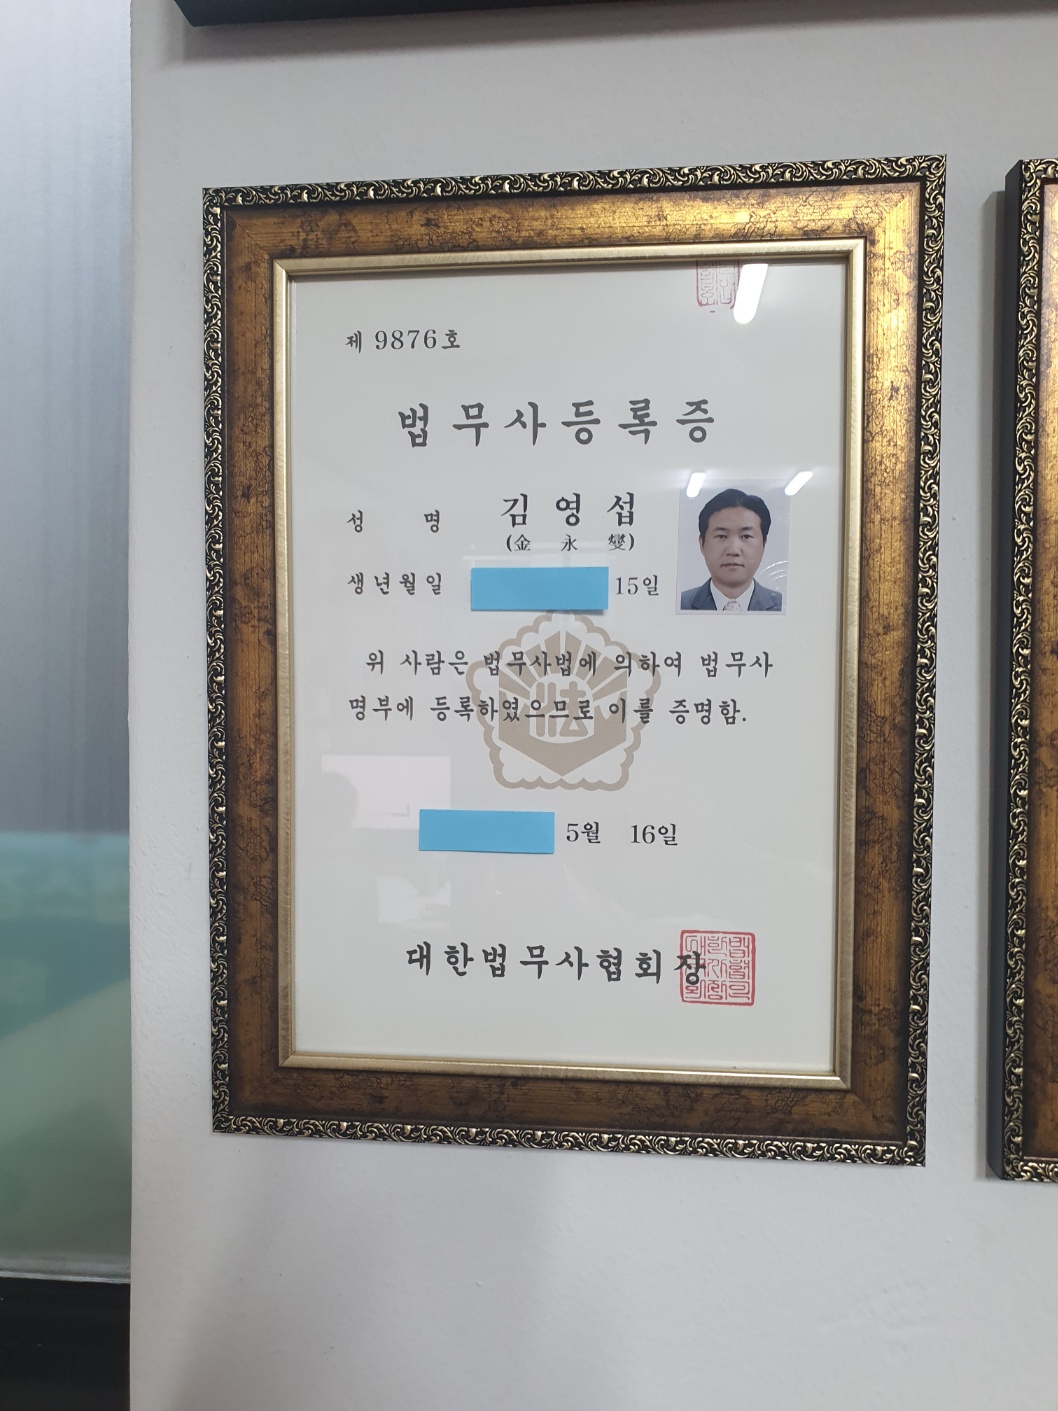 제 9876호
법무사등록증
성 명 김 영 섭
(金 永 燮)
생년월일 15일
위 사람은 법무사법에 의하여 법무사
명부에 등록하였으므로 이를 증명함.
5월 16일
대한법무사협회장